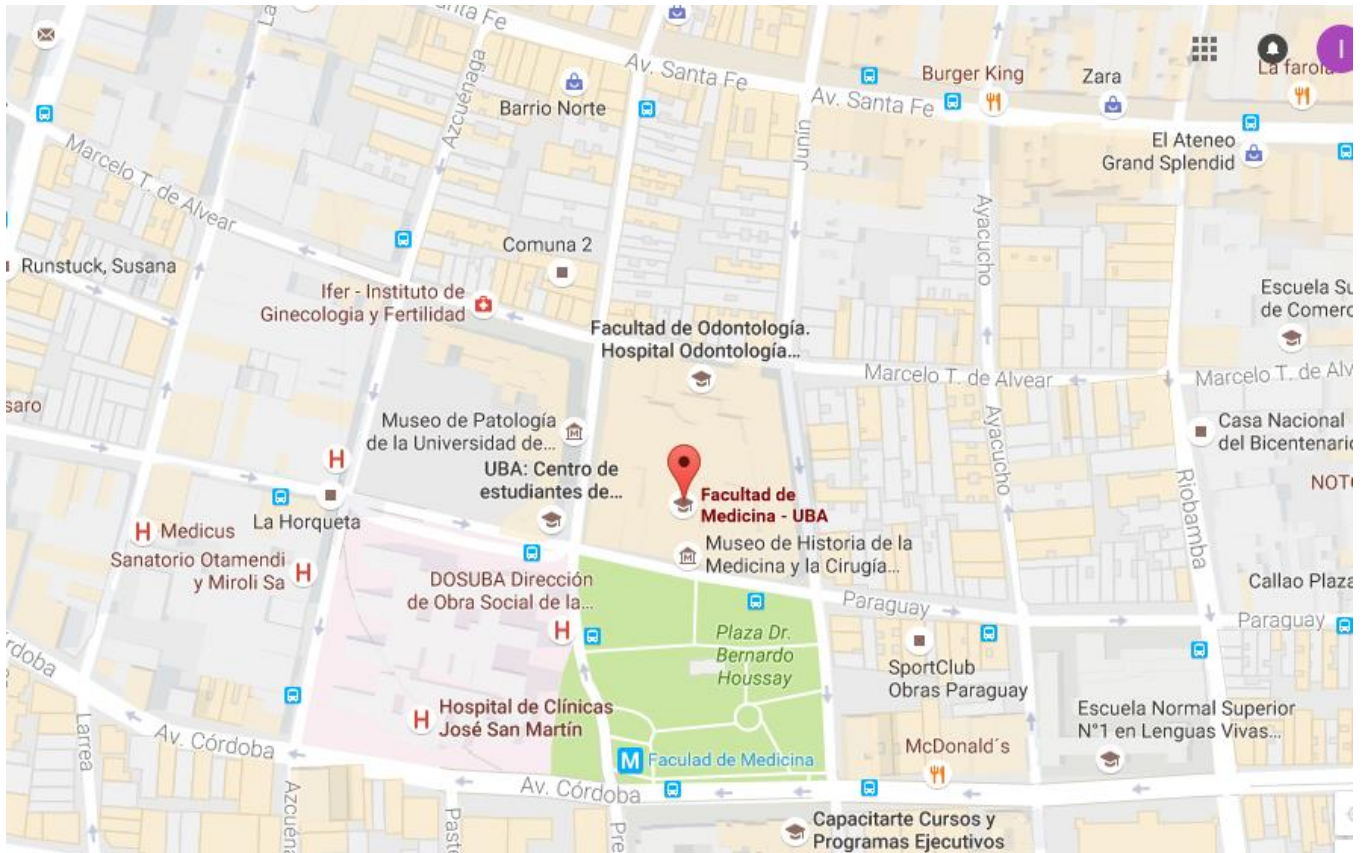 La
Santa Fe
Azcuénaga
Barrio Norte
Av. Santa Fe
Junín
Av. Santa Fe
Burger King
Zara
La farola
I
El Ateneo
Grand Splendid
Marcelo T. de Alvear
Runstuck, Susana
Comuna 2
Ifer - Instituto de
Ginecologia y Fertilidad
Ayacucho
Escuela Su
de Comerc
Facultad de Odontología.
Hospital Odontología...
Marcelo T. de Alvear
Marcelo T. de Alv
saro
Museo de Patología
de la Universidad de...
Ayacucho
Casa Nacional
del Bicentenario
UBA: Centro de
estudiantes de...
Facultad de
Medicina - UBA
Riobamba
NOTO
H
La Horqueta
H Medicus
Sanatorio Otamendi
y Miroli Sa H
Museo de Historia de la
Medicina y la Cirugía...
DOSUBA Dirección
de Obra Social de la...
H
Paraguay
Callao Plaza
Paraguay
Plaza Dr.
Bernardo
Houssay
SportClub
Obras Paraguay
órdoba
Larrea
Av. Córdoba
H Hospital de Clínicas
José San Martín
Escuela Normal Superior
N°1 en Lenguas Vivas...
M Faculad de Medicina
McDonald´s
Azcuéna
Paste
Av. Córdoba
Pre
Capacitarte Cursos y
Programas Ejecutivos